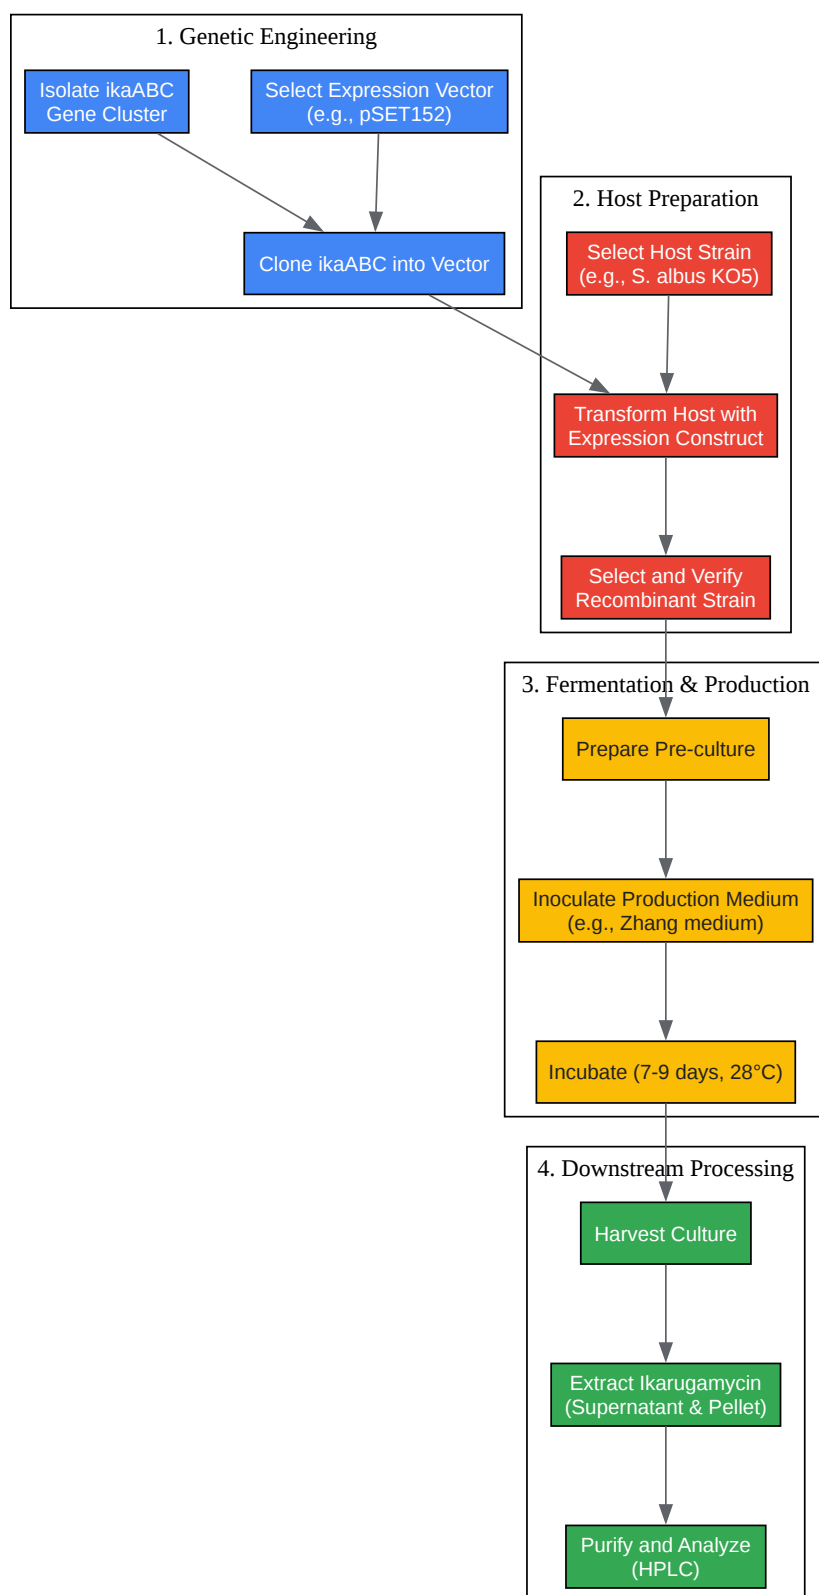 1. Genetic Engineering
Isolate ikaABC
Gene Cluster
Select Expression Vector
(e.g., pSET152)
Clone ikaABC into Vector
2. Host Preparation
Select Host Strain
(e.g., S. albus KO5)
Transform Host with
Expression Construct
Select and Verify
Recombinant Strain
3. Fermentation & Production
Prepare Pre-culture
Inoculate Production Medium
(e.g., Zhang medium)
Incubate (7-9 days, 28°C)
4. Downstream Processing
Harvest Culture
Extract Ikarugamycin
(Supernatant & Pellet)
Purify and Analyze
(HPLC)